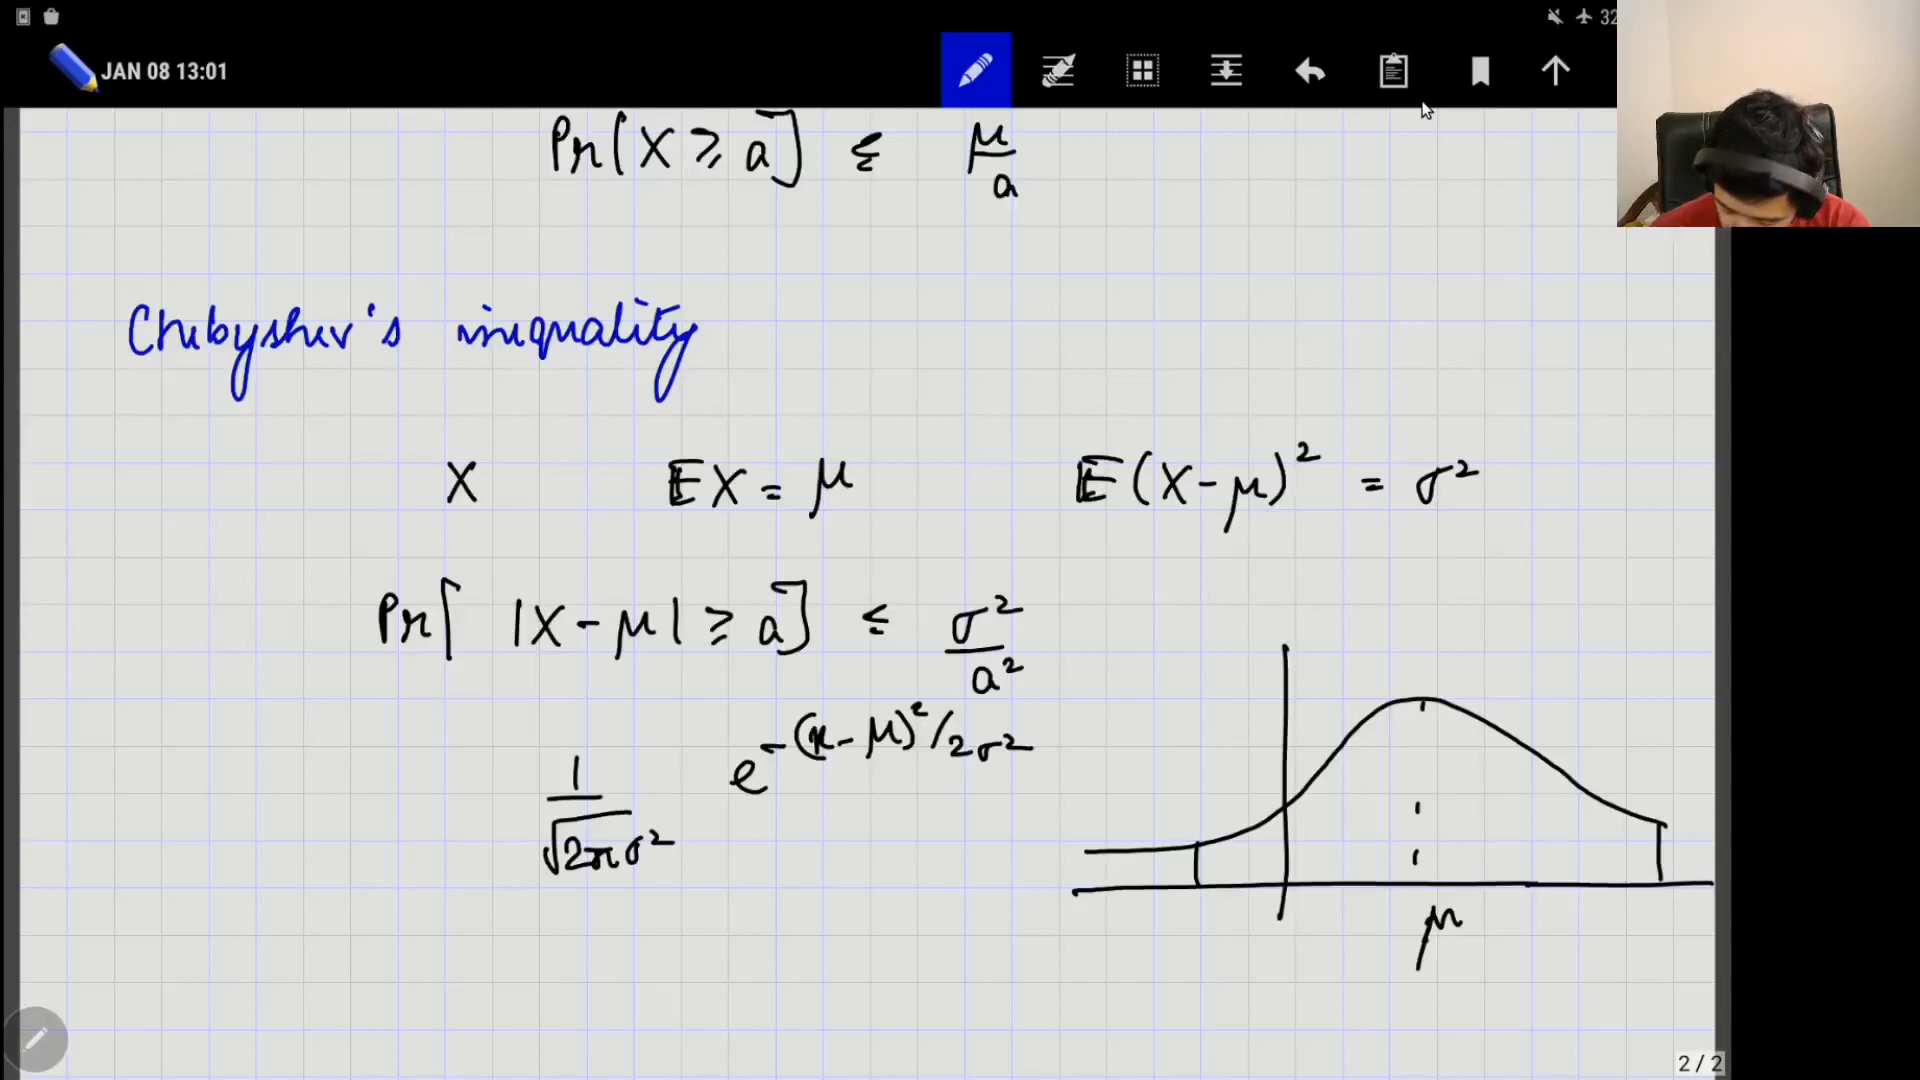 JAN 08 13:01
32
Pr[X ≥ a] ≤ μ/a
Chebyshev's inequality
X    EX = μ    E(X-μ)² = σ²
Pr[ |X - μ| ≥ a] ≤ σ²/a²
1/√2πσ² e^-(x-μ)²/2σ²
μ
2 / 2